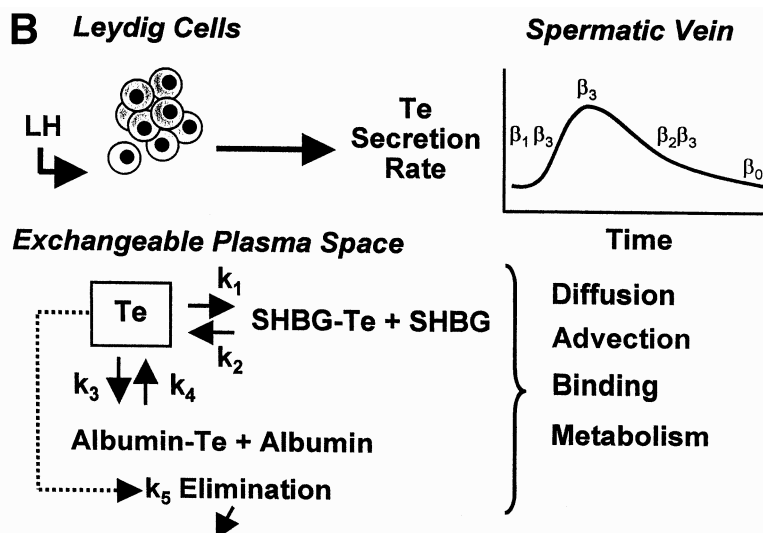 B Leydig Cells
Spermatic Vein
LH
Te
Secretion
Rate
β3
β1 β3
β2β3
β0
Time
Exchangeable Plasma Space
Te
k1
k2
SHBG-Te + SHBG
k3
k4
Albumin-Te + Albumin
k5 Elimination
Diffusion
Advection
Binding
Metabolism